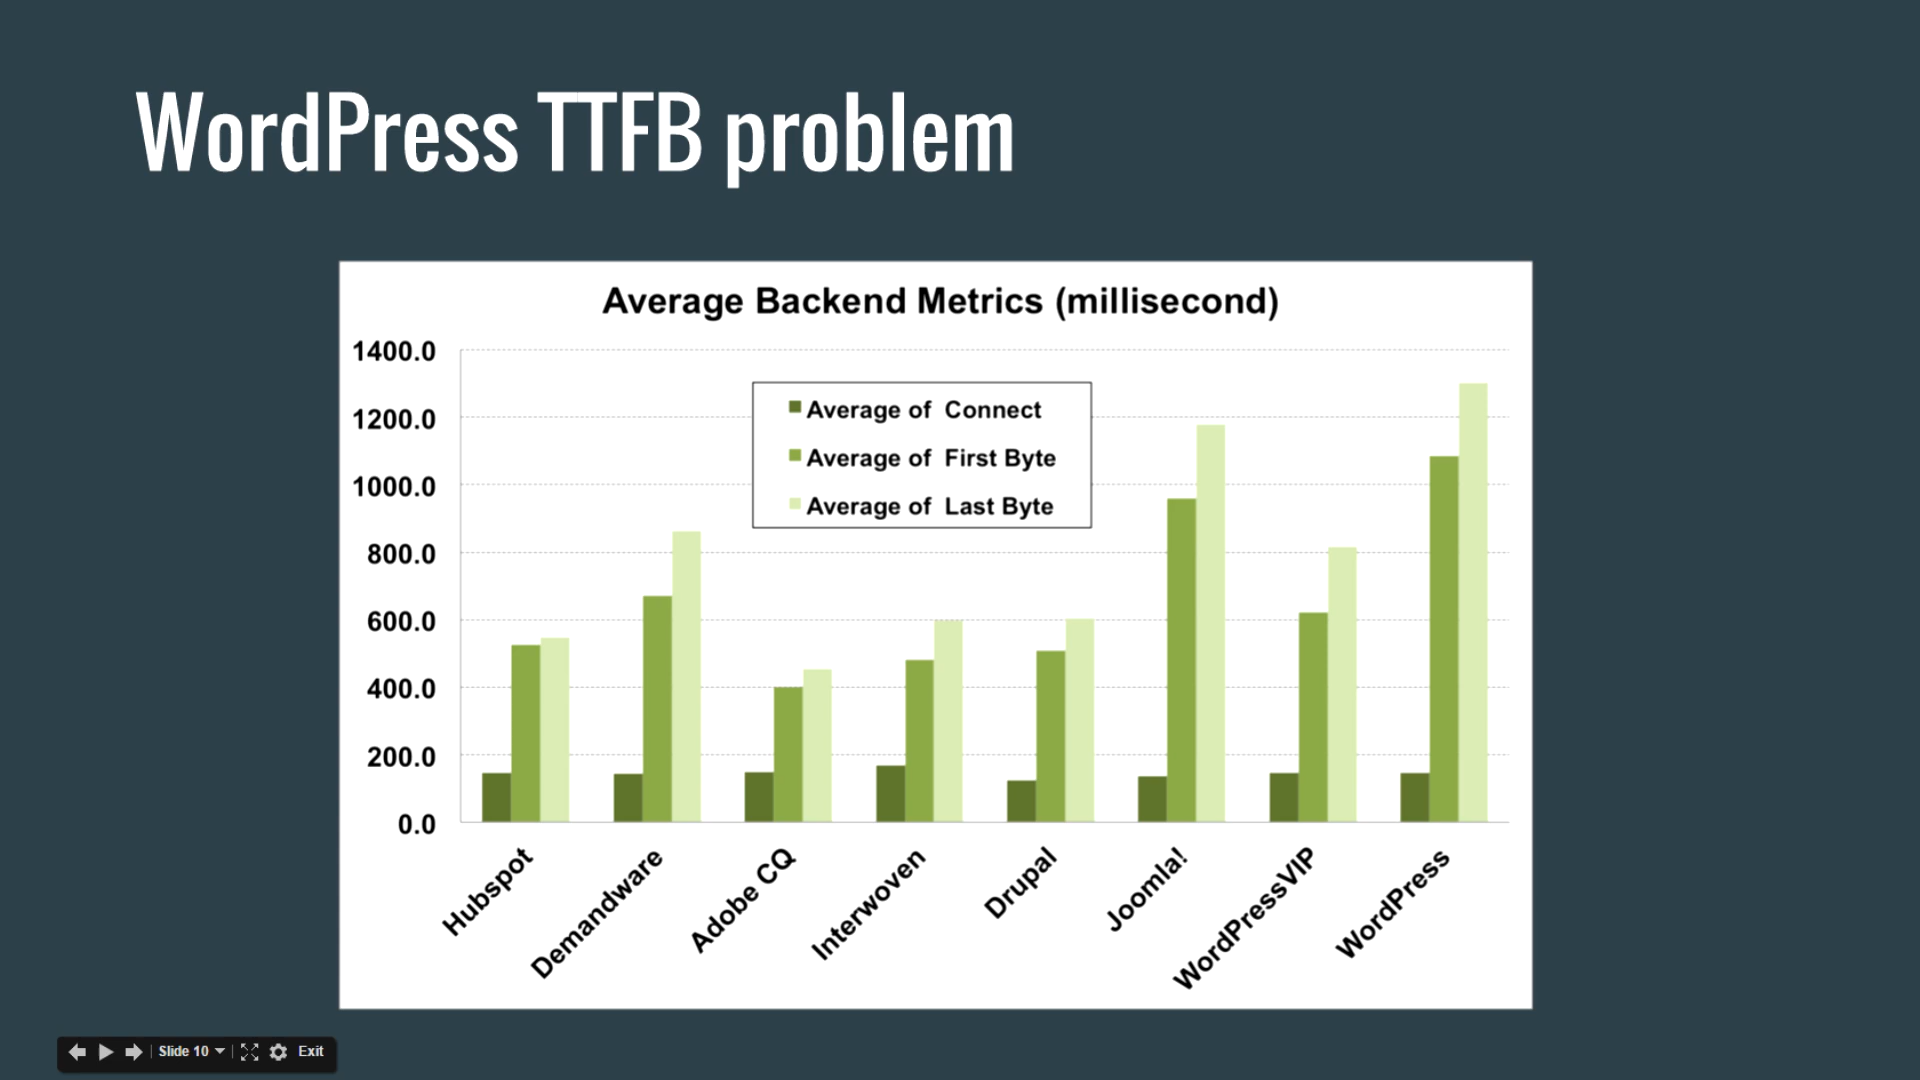 WordPress TTFB problem
Average Backend Metrics (millisecond)
1400.0
1200.0
1000.0
800.0
600.0
400.0
200.0
0.0
Average of Connect
Average of First Byte
Average of Last Byte
Hubspot
Demandware
Adobe CQ
Interwoven
Drupal
Joomla!
WordPressVIP
WordPress
Slide 10
Exit